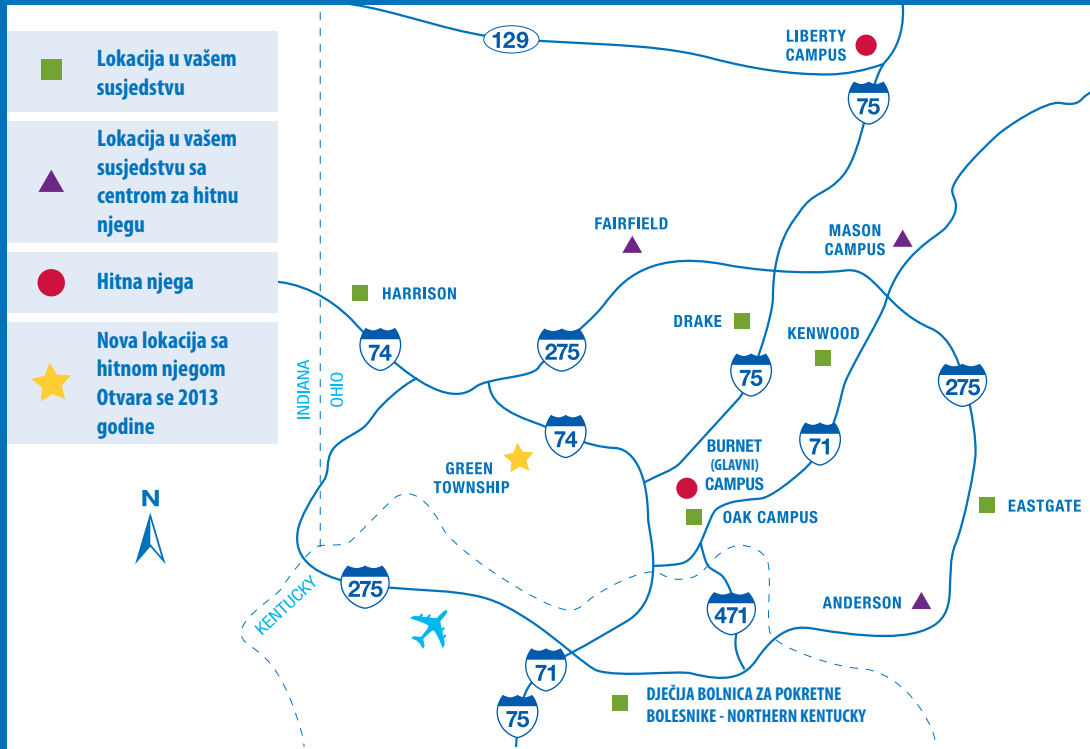 Lokacija u vašem
susjedstvu
Lokacija u vašem
susjedstvu sa
centrom za hitnu
njegu
Hitna njega
Nova lokacija sa
hitnom njegom
Otvara se 2013
godine
N
129
LIBERTY
CAMPUS
75
FAIRFIELD
MASON
CAMPUS
HARRISON
DRAKE
KENWOOD
74
275
75
275
INDIANA
OHIO
74
71
GREEN
TOWNSHIP
BURNET
(GLAVNI)
CAMPUS
OAK CAMPUS
EASTGATE
KENTUCKY
275
471
ANDERSON
71
75
DJEČIJA BOLNICA ZA POKRETNE
BOLESNIKE - NORTHERN KENTUCKY